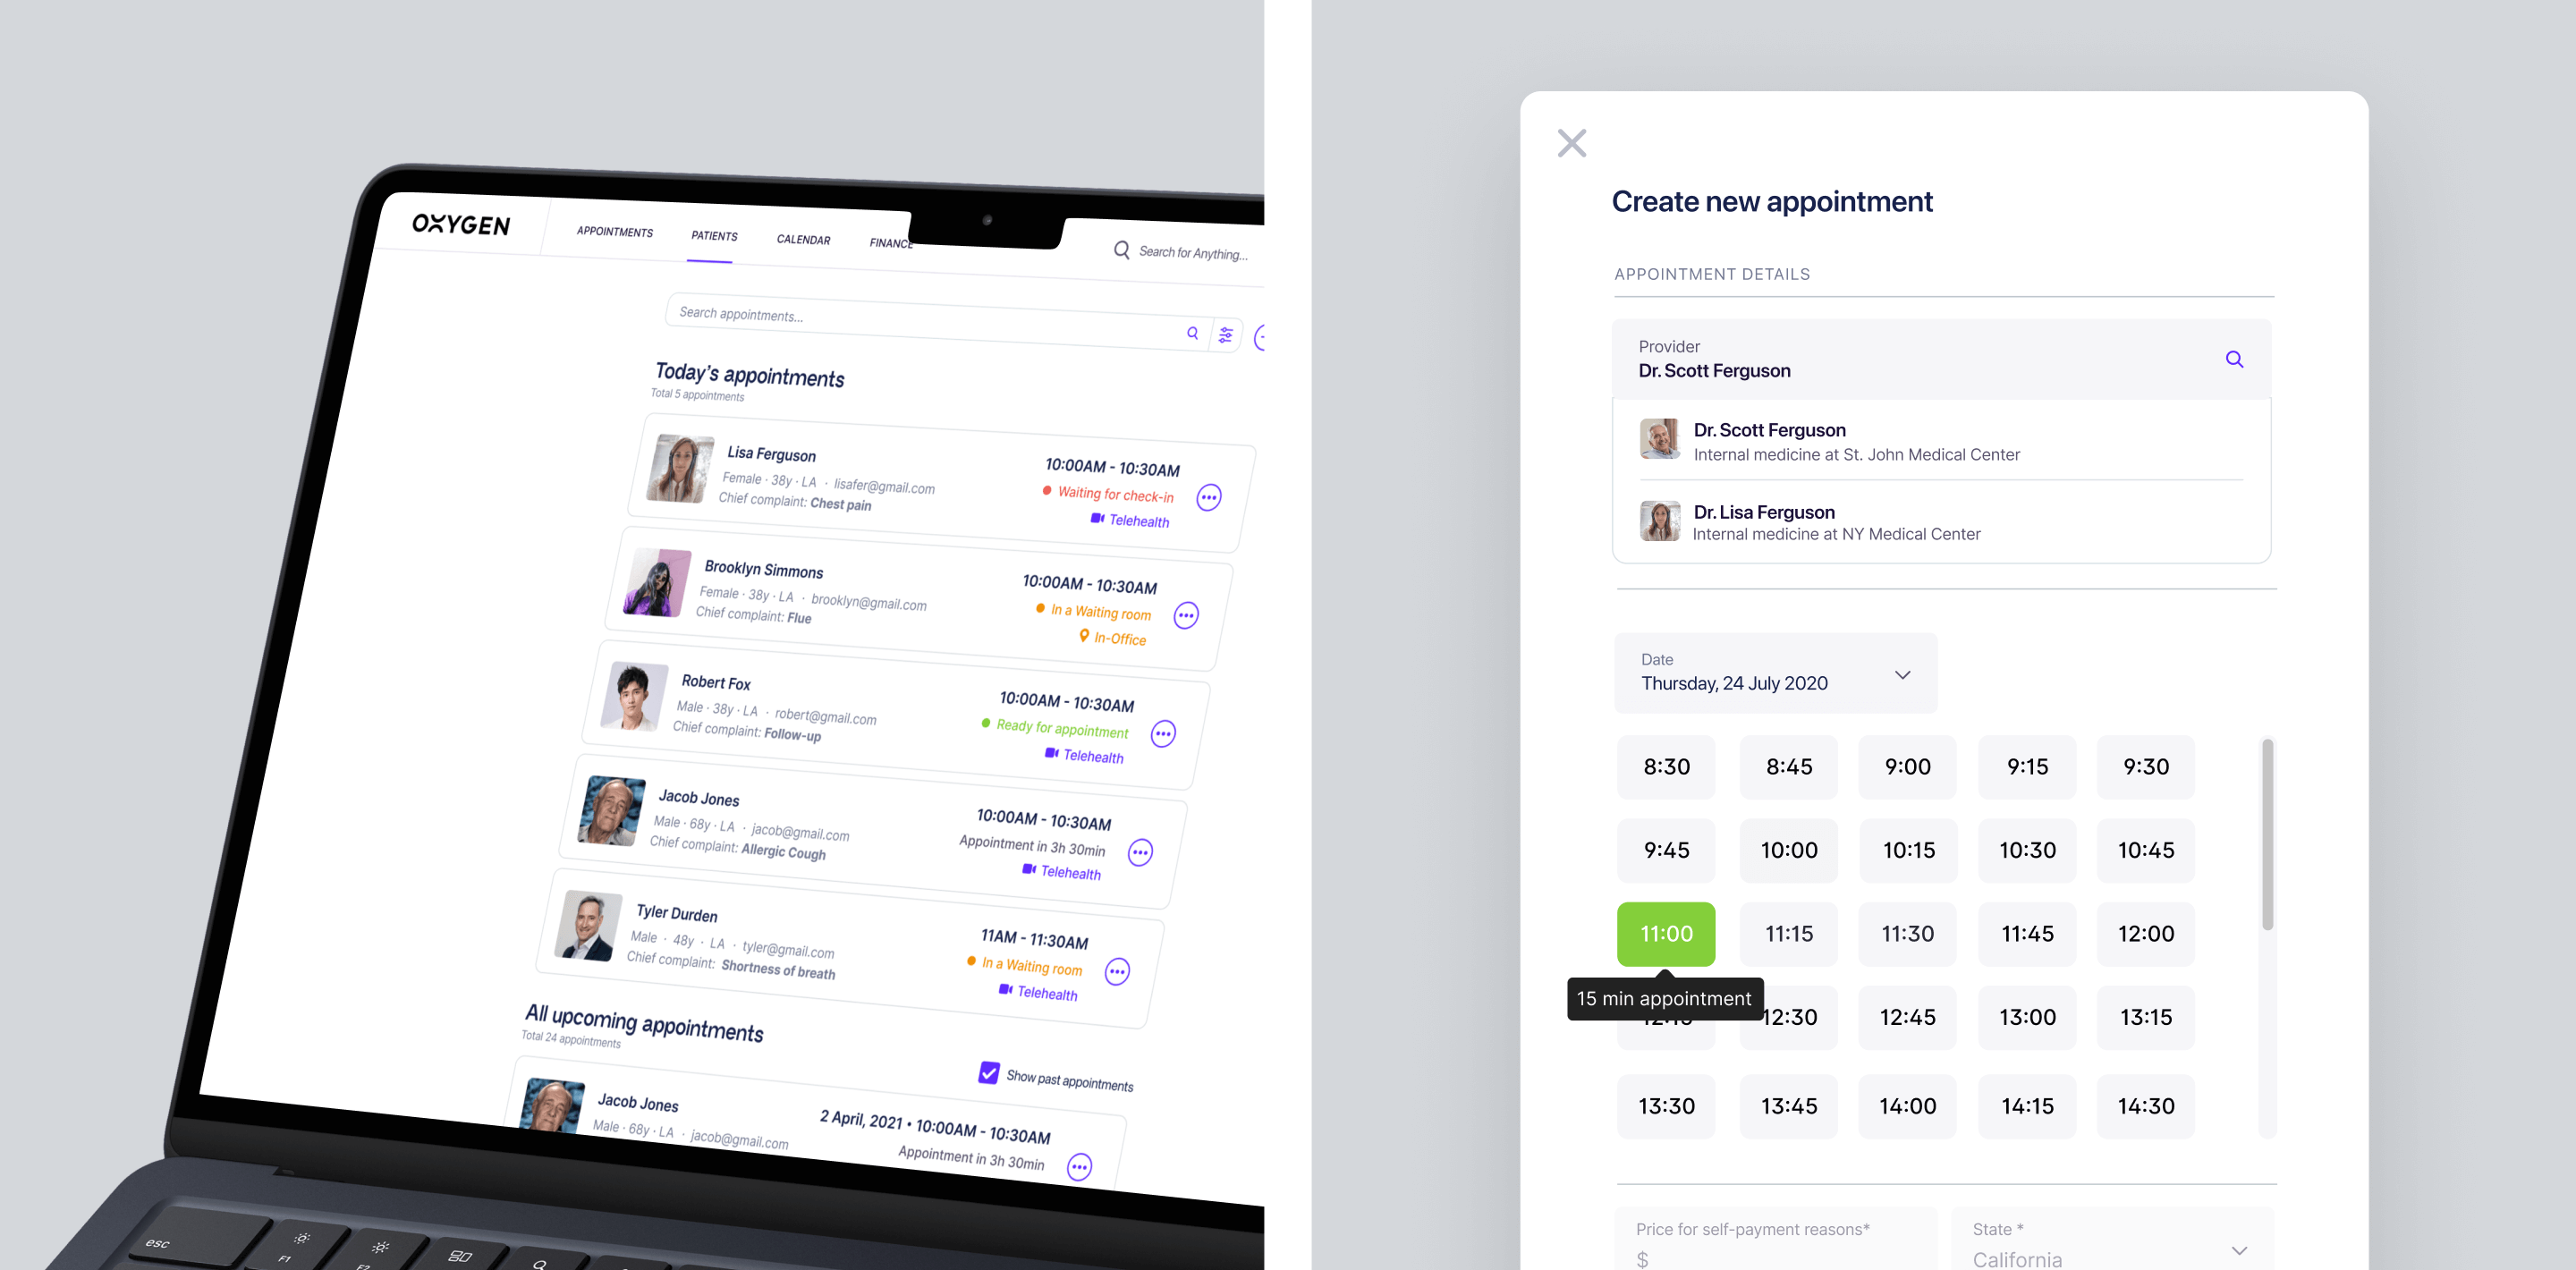 OXYGEN
APPOINTMENTS
PATIENTS
CALENDAR
FINANCE
Search for Anything...
Search appointments...
Today's appointments
Total 5 appointments
Lisa Ferguson
Female · 38y · LA · lisafer@gmail.com
Chief complaint: Chest pain
10:00AM - 10:30AM
Waiting for check-in
Telehealth
Brooklyn Simmons
Female · 38y · LA · brooklyn@gmail.com
Chief complaint: Flue
10:00AM - 10:30AM
In a Waiting room
In-Office
Robert Fox
Male · 38y · LA · robert@gmail.com
Chief complaint: Follow-up
10:00AM - 10:30AM
Ready for appointment
Telehealth
Jacob Jones
Male · 68y · LA · jacob@gmail.com
Chief complaint: Allergic Cough
10:00AM - 10:30AM
Appointment in 3h 30min
Telehealth
Tyler Durden
Male · 48y · LA · tyler@gmail.com
Chief complaint: Shortness of breath
11AM - 11:30AM
In a Waiting room
Telehealth
All upcoming appointments
Total 24 appointments
Show past appointments
Jacob Jones
Male · 68y · LA · jacob@gmail.com
2 April, 2021 • 10:00AM - 10:30AM
Appointment in 3h 30min
esc
F1
Create new appointment
APPOINTMENT DETAILS
Provider
Dr. Scott Ferguson
Dr. Scott Ferguson
Internal medicine at St. John Medical Center
Dr. Lisa Ferguson
Internal medicine at NY Medical Center
Date
Thursday, 24 July 2020
8:30 8:45 9:00 9:15 9:30
9:45 10:00 10:15 10:30 10:45
11:00 11:15 11:30 11:45 12:00
15 min appointment
12:30 12:45 13:00 13:15
13:30 13:45 14:00 14:15 14:30
Price for self-payment reasons*
$
State *
California